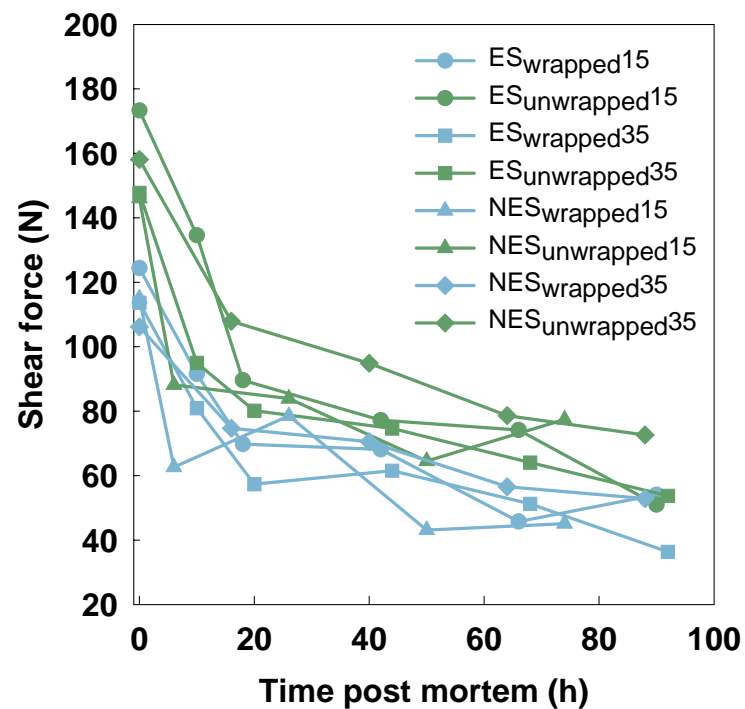 200
180
160
140
120
100
80
60
40
20
Shear force (N)
ESwrapped15
ESunwrapped15
ESwrapped35
ESunwrapped35
NESwrapped15
NESunwrapped15
NESwrapped35
NESunwrapped35
0 20 40 60 80 100
Time post mortem (h)